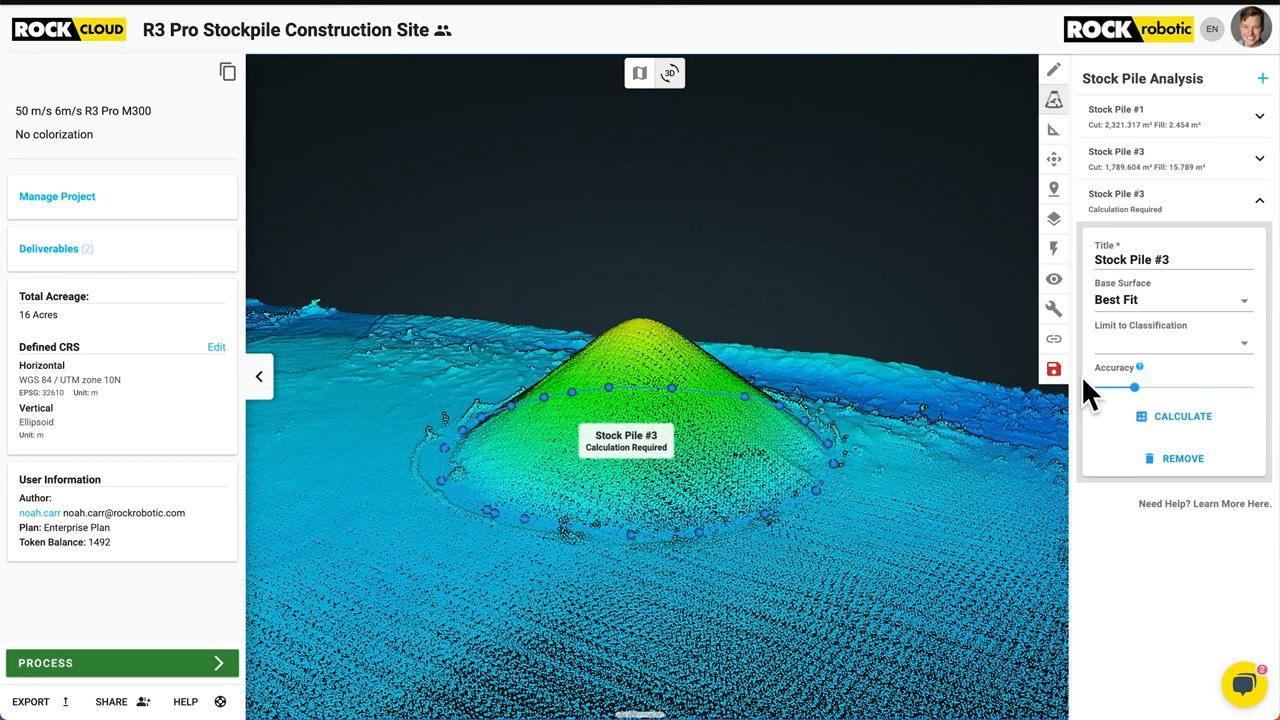 ROCK CLOUD
R3 Pro Stockpile Construction Site
ROCK robotic
EN
50 m/s 6m/s R3 Pro M300
No colorization
Manage Project
Deliverables (2)
Total Acreage:
16 Acres
Defined CRS
Edit
Horizontal
WGS 84 / UTM zone 10N
EPSG: 32610 Unit: m
Vertical
Ellipsoid
Unit: m
User Information
Author:
noah.carr noah.carr@rockrobotic.com
Plan: Enterprise Plan
Token Balance: 1492
PROCESS
EXPORT
SHARE
HELP
3D
Stock Pile #3
Calculation Required
Stock Pile Analysis
Stock Pile #1
Cut: 2,321.317 m³ Fill: 2.454 m³
Stock Pile #3
Cut: 1,789.604 m³ Fill: 15.789 m³
Stock Pile #3
Calculation Required
Title *
Stock Pile #3
Base Surface
Best Fit
Limit to Classification
Accuracy
CALCULATE
REMOVE
Need Help? Learn More Here.
2